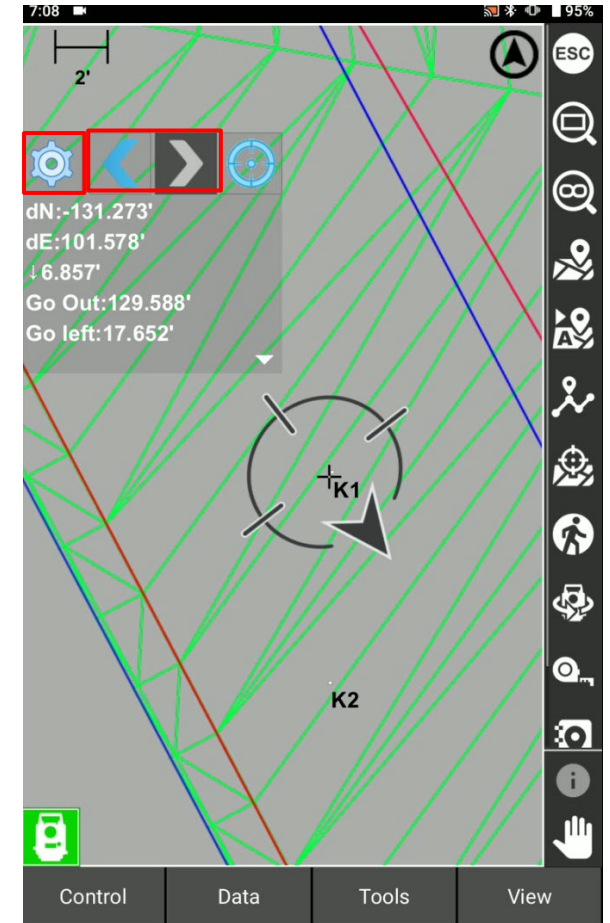 7:08
95%
2'
ESC
dN:-131.273'
dE:101.578'
↓6.857'
Go Out:129.588'
Go left:17.652'
A
K1
K2
Control
Data
Tools
View